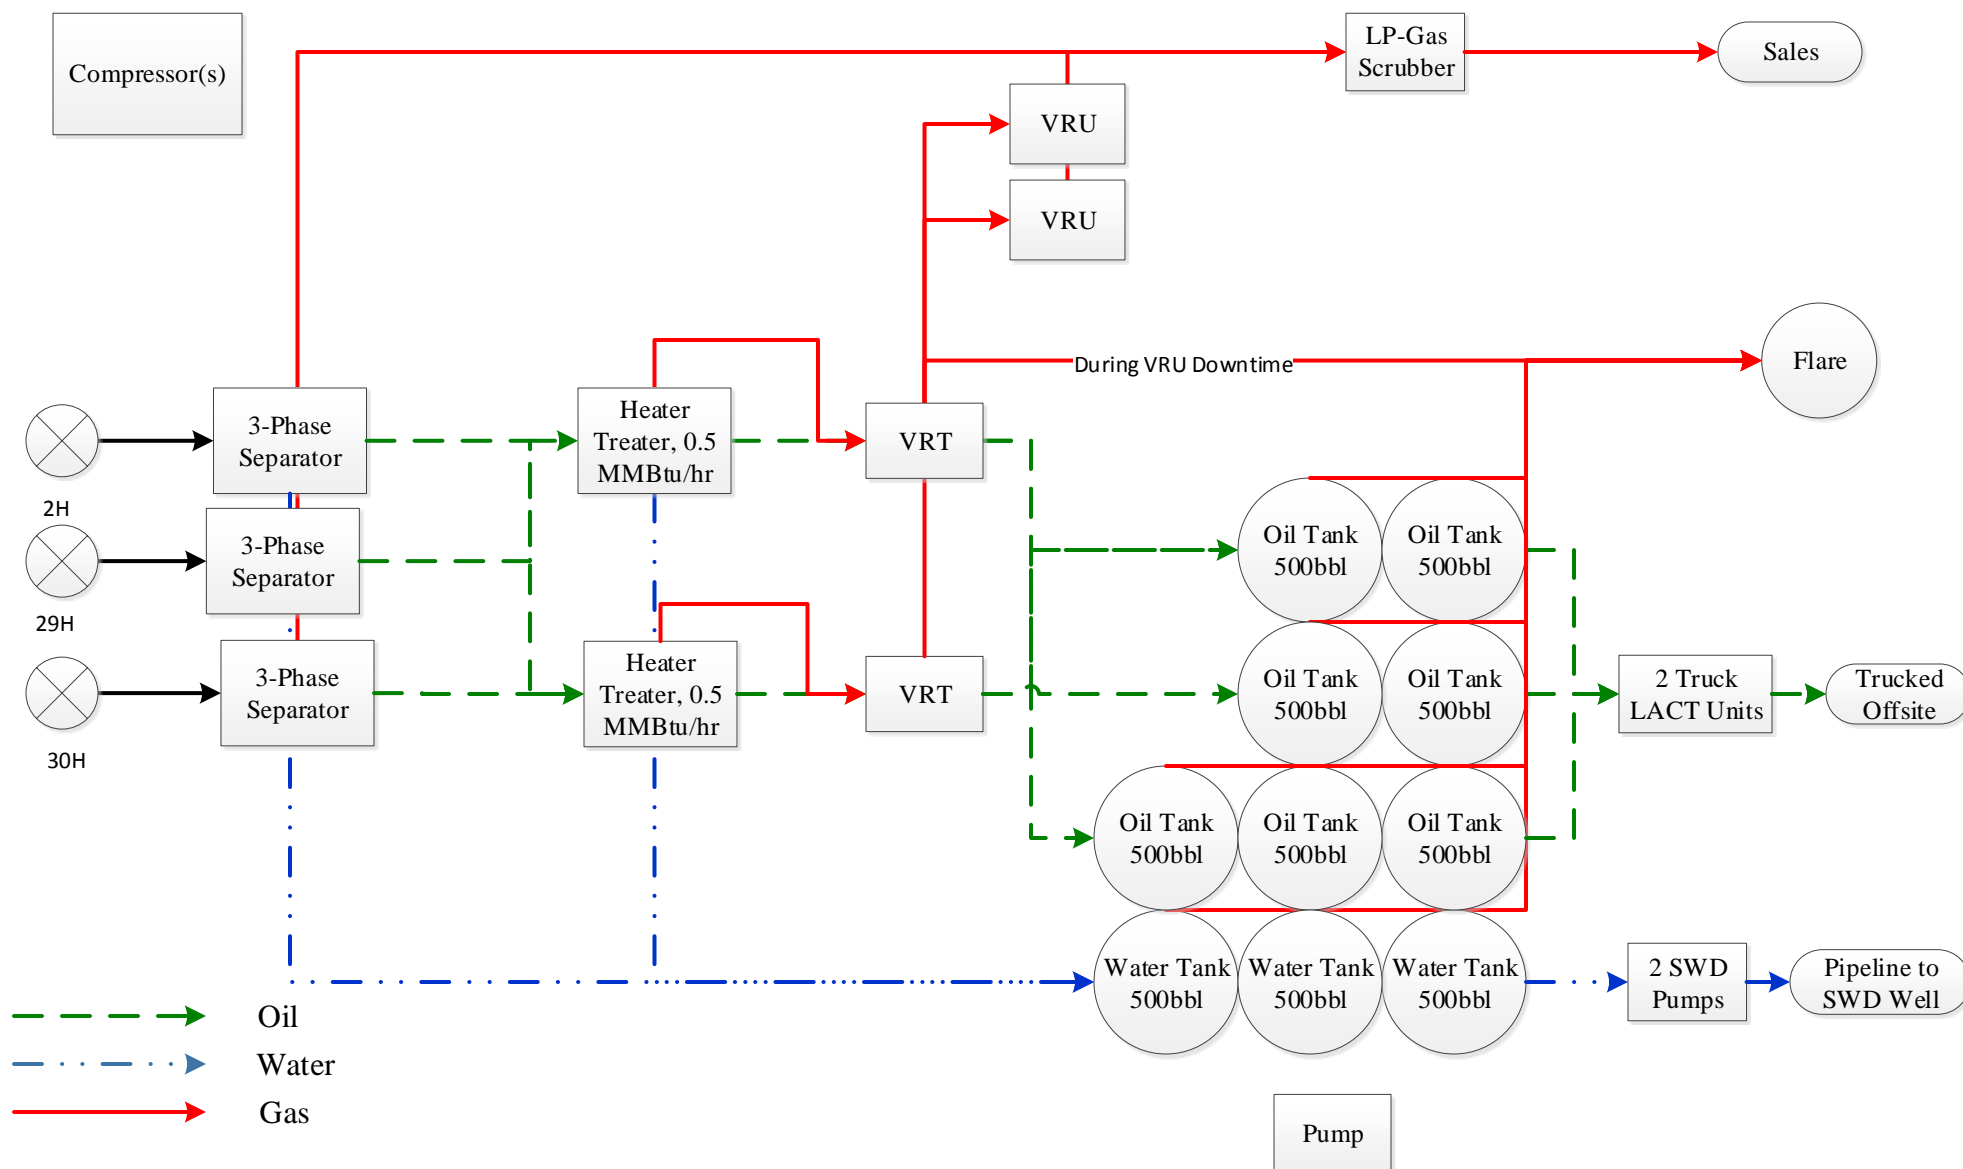 Compressor(s)
LP-Gas
Scrubber
Sales
VRU
VRU
During VRU Downtime
Flare
2H
3-Phase
Separator
Heater
Treater, 0.5
MMBtu/hr
VRT
29H
3-Phase
Separator
Oil Tank
500bbl
Oil Tank
500bbl
30H
3-Phase
Separator
Heater
Treater, 0.5
MMBtu/hr
VRT
Oil Tank
500bbl
Oil Tank
500bbl
2 Truck
LACT Units
Trucked
Offsite
Oil Tank
500bbl
Oil Tank
500bbl
Oil Tank
500bbl
Water Tank
500bbl
Water Tank
500bbl
Water Tank
500bbl
2 SWD
Pumps
Pipeline to
SWD Well
Oil
Water
Gas
Pump